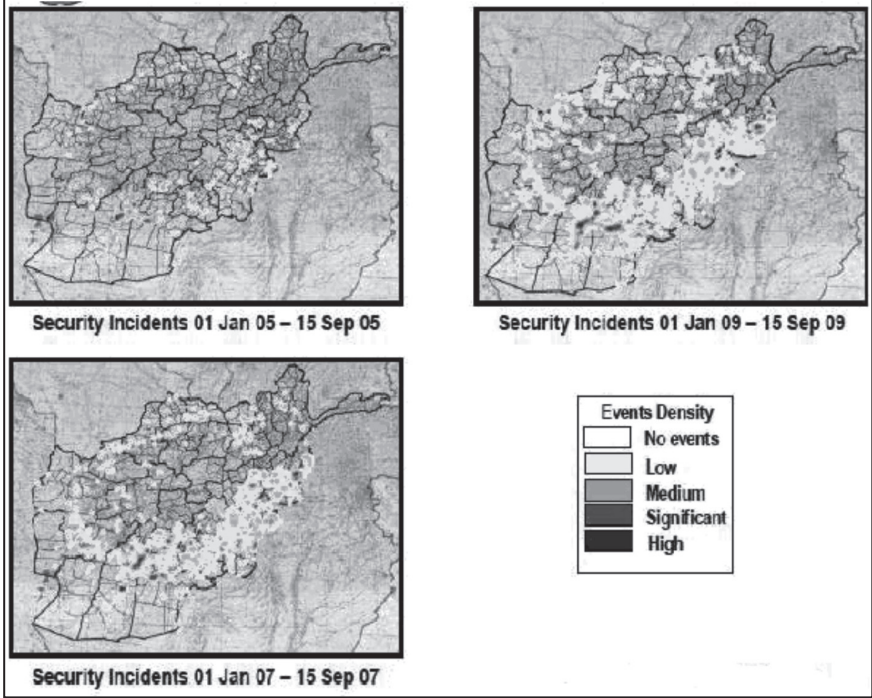 Security Incidents 01 Jan 05 – 15 Sep 05
Security Incidents 01 Jan 09 – 15 Sep 09
Security Incidents 01 Jan 07 – 15 Sep 07
Events Density
No events
Low
Medium
Significant
High